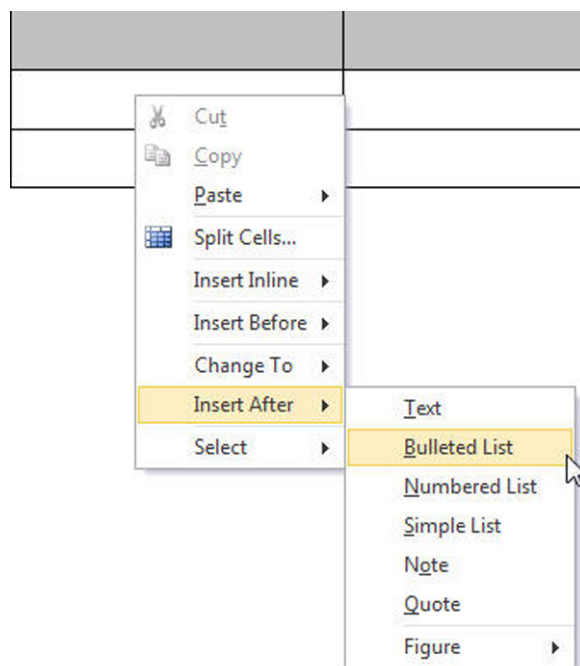 Cut
Copy
Paste
Split Cells...
Insert Inline
Insert Before
Change To
Insert After
Select
Text
Bulleted List
Numbered List
Simple List
Note
Quote
Figure